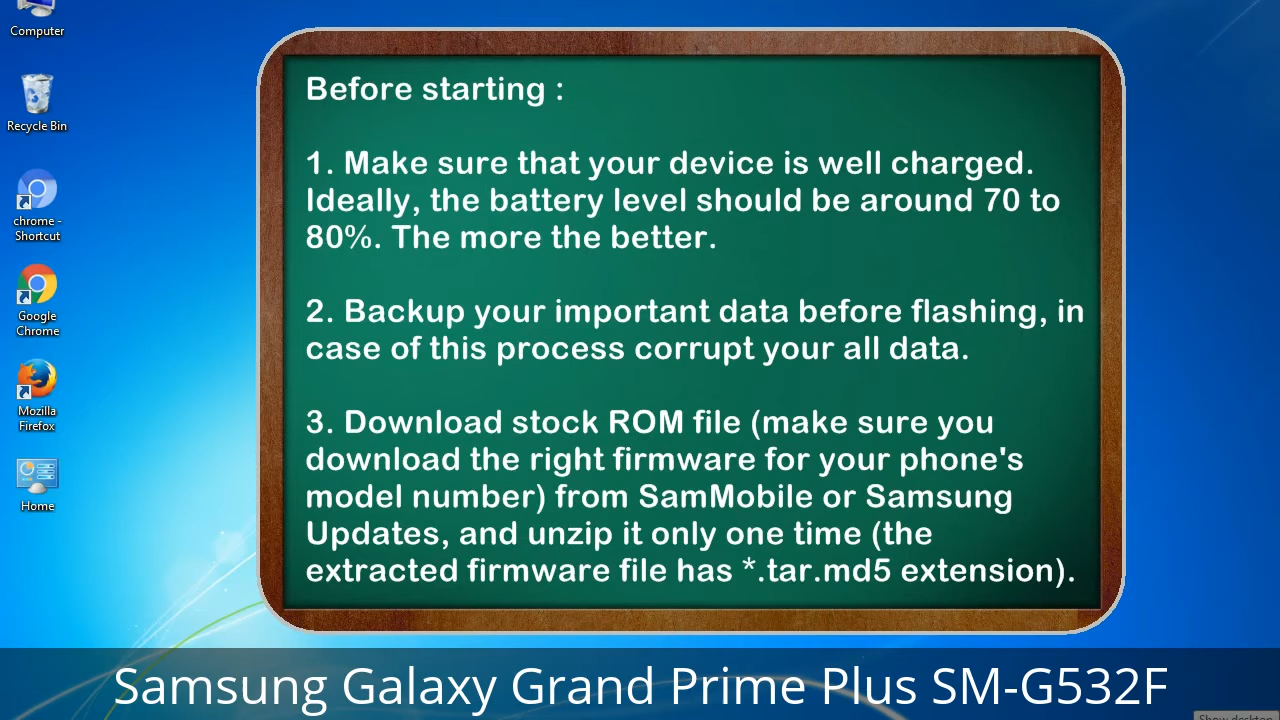 Computer
Recycle Bin
chrome -
Shortcut
Google
Chrome
Mozilla
Firefox
Home
Before starting :
1. Make sure that your device is well charged.
Ideally, the battery level should be around 70 to
80%. The more the better.
2. Backup your important data before flashing, in
case of this process corrupt your all data.
3. Download stock ROM file (make sure you
download the right firmware for your phone's
model number) from SamMobile or Samsung
Updates, and unzip it only one time (the
extracted firmware file has *.tar.md5 extension).
Samsung Galaxy Grand Prime Plus SM-G532F
Show desktop